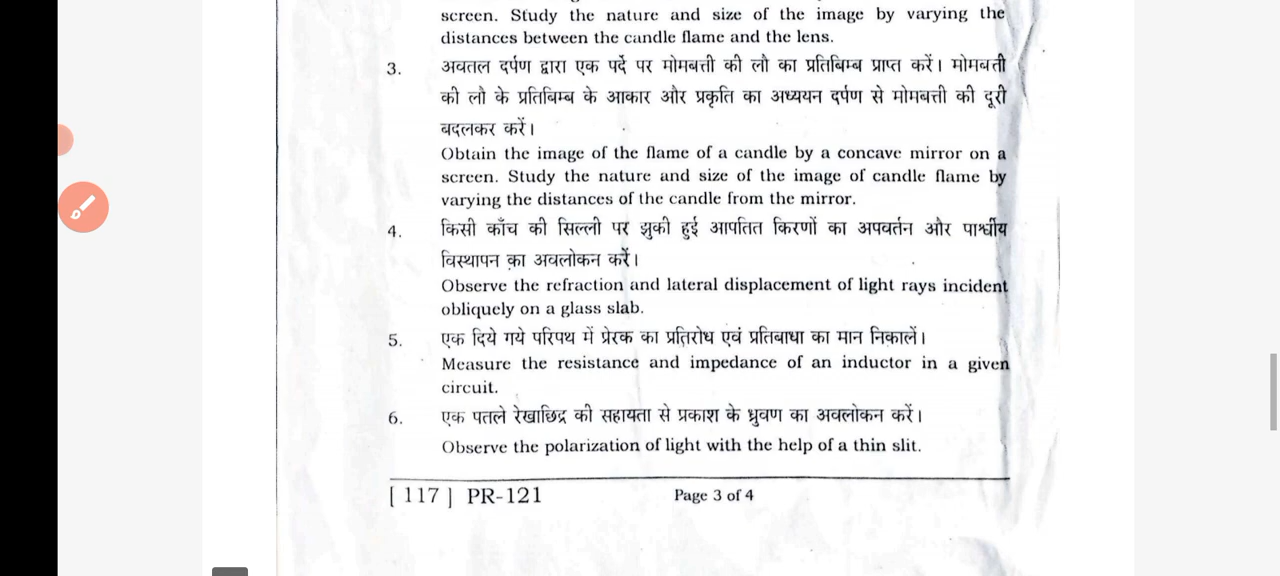 screen. Study the nature and size of the image by varying the
distances between the candle flame and the lens.
3. अवतल दर्पण द्वारा एक पर्दे पर मोमबत्ती की लौ का प्रतिबिम्ब प्राप्त करें। मोमबत्ती
की लौ के प्रतिबिम्ब के आकार और प्रकृति का अध्ययन दर्पण से मोमबत्ती की दूरी
बदलकर करें।
Obtain the image of the flame of a candle by a concave mirror on a
screen. Study the nature and size of the image of candle flame by
varying the distances of the candle from the mirror.
4. किसी काँच की सिल्ली पर झुकी हुई आपतित किरणों का अपवर्तन और पार्श्वीय
विस्थापन का अवलोकन करें।
Observe the refraction and lateral displacement of light rays incident
obliquely on a glass slab.
5. एक दिये गये परिपथ में प्रेरक का प्रतिरोध एवं प्रतिबाधा का मान निकालें।
Measure the resistance and impedance of an inductor in a given
circuit.
6. एक पतले रेखाछिद्र की सहायता से प्रकाश के ध्रुवण का अवलोकन करें।
Observe the polarization of light with the help of a thin slit.
[ 117 ] PR-121 Page 3 of 4